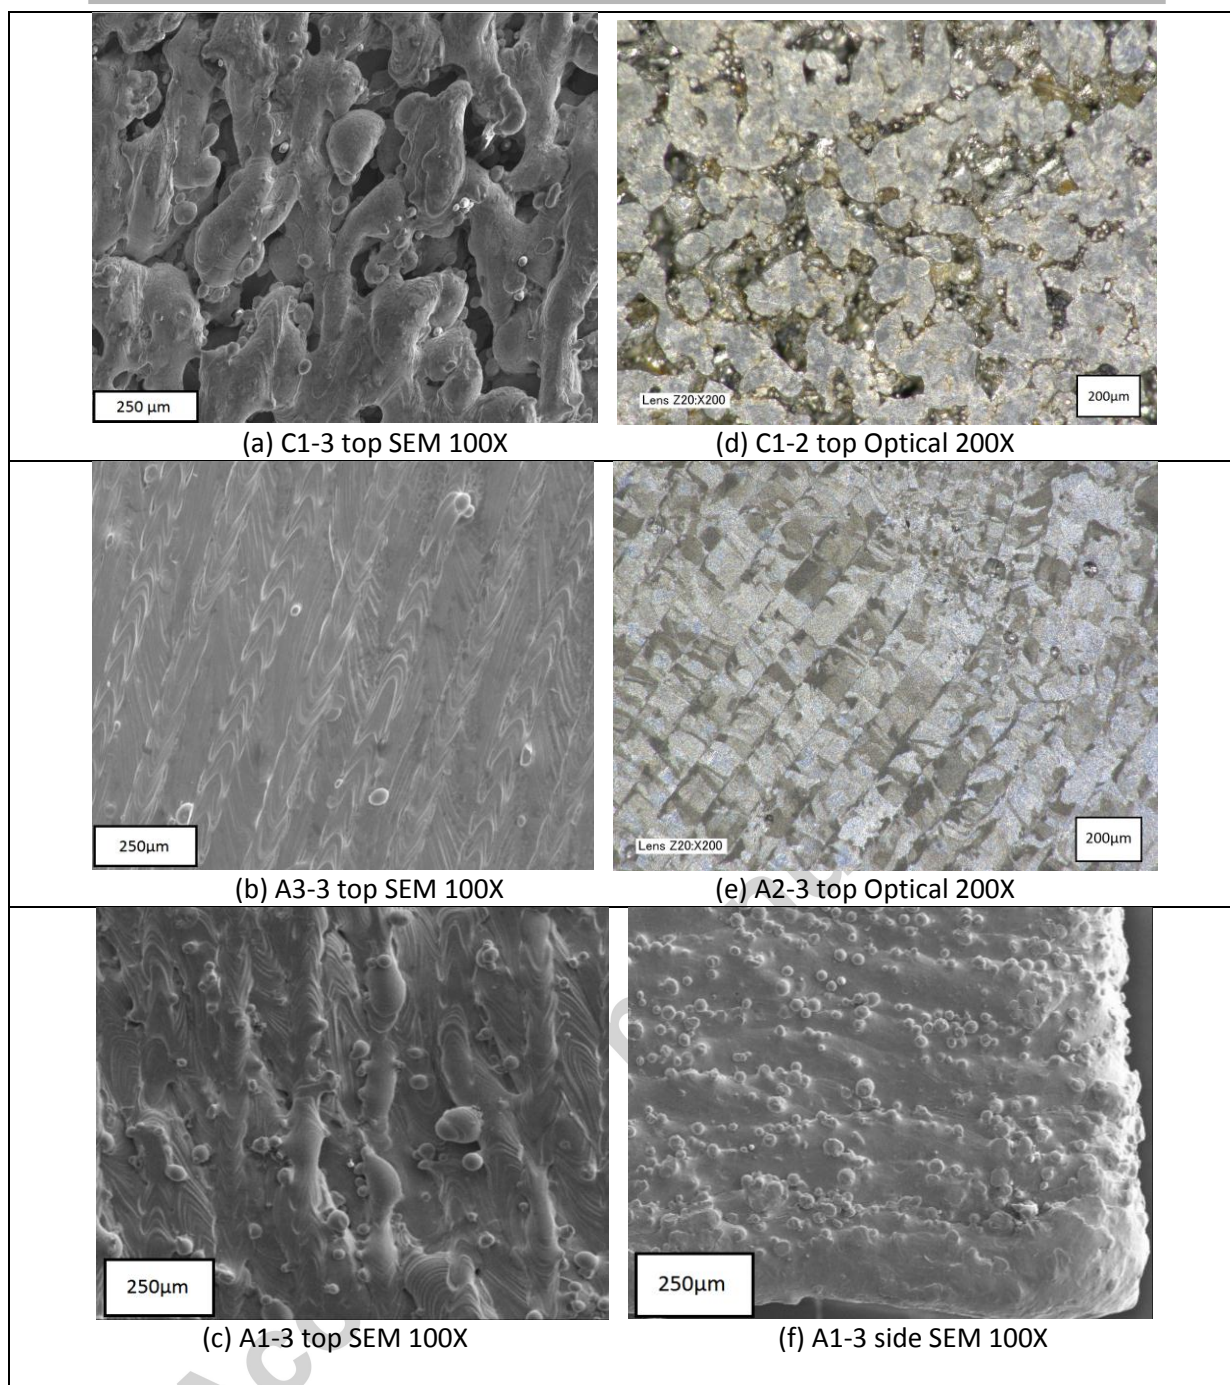 250 µm
Lens Z20:X200
200µm
(a) C1-3 top SEM 100X
(d) C1-2 top Optical 200X
250µm
Lens Z20:X200
200µm
(b) A3-3 top SEM 100X
(e) A2-3 top Optical 200X
250µm
250µm
(c) A1-3 top SEM 100X
(f) A1-3 side SEM 100X